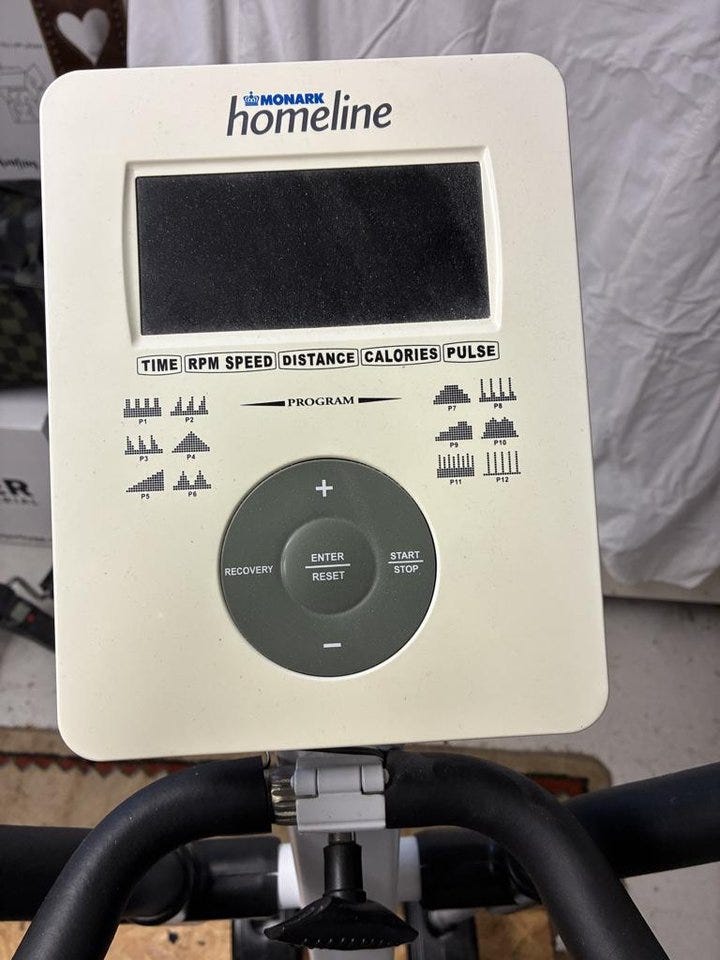 MONARK
homeline
TIME RPM SPEED DISTANCE CALORIES PULSE
PROGRAM
P1 P2
P3 P4
P5 P6
P7 P8
P9 P10
P11 P12
+
RECOVERY
ENTER
RESET
START
STOP
−
ER